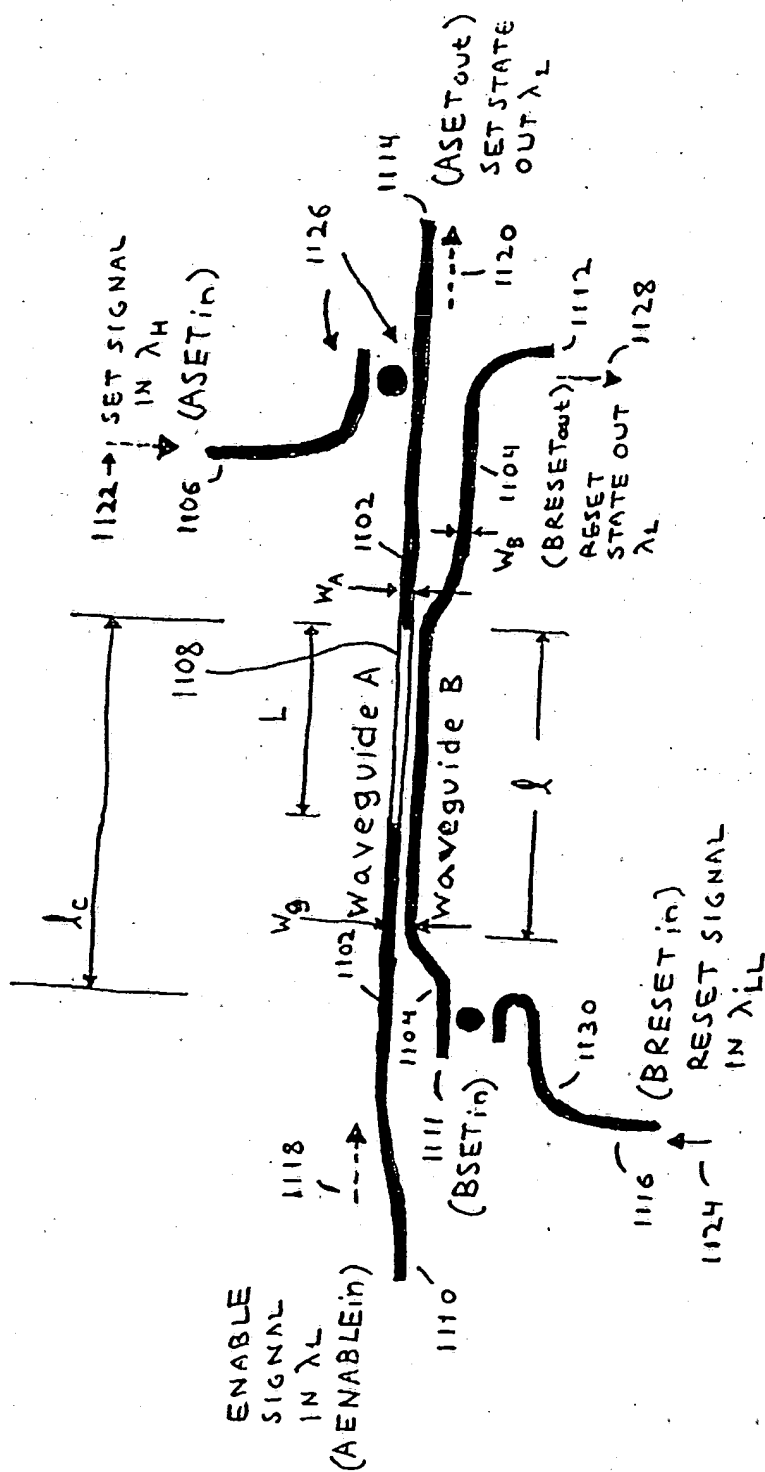 ENABLE
SIGNAL
IN λL
(AENABLEin)
1110
1118
1111
(BSETin)
1116
1124
1130
(BRESET in)
RESET SIGNAL
IN λLL
1102
1104
lc
Wg
L
1108
Waveguide A
Waveguide B
l
WA
1102
WB
1104
1122
SET SIGNAL
IN λH
(ASETin)
1106
1126
1114
(ASETout)
SET STATE
OUT λL
1120
1112
1128
(BRESETout)
RESET
STATE OUT
λL